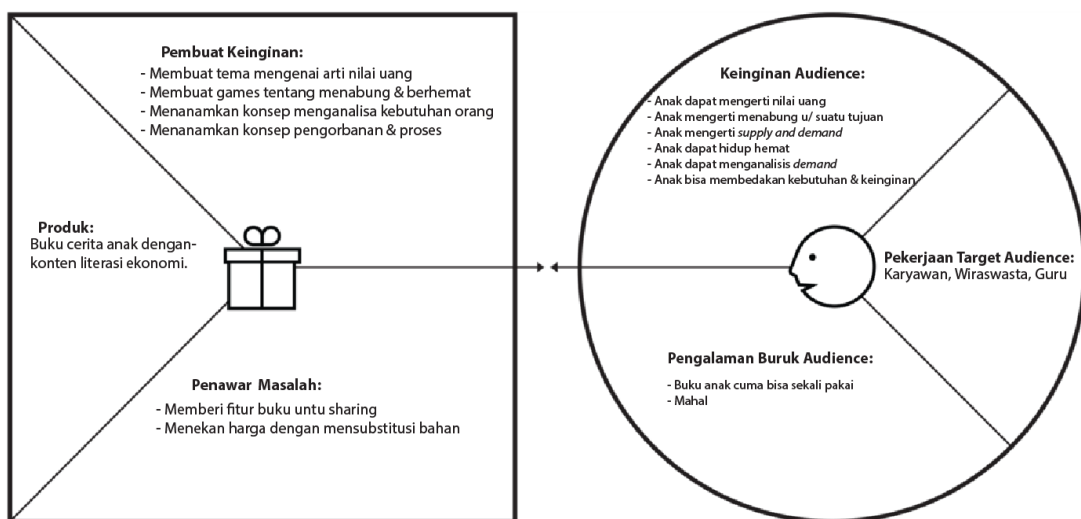 Pembuat Keinginan:
- Membuat tema mengenai arti nilai uang
- Membuat games tentang menabung & berhemat
- Menanamkan konsep menganalisa kebutuhan orang
- Menanamkan konsep pengorbanan & proses
Produk:
Buku cerita anak dengan-
konten literasi ekonomi.
Penawar Masalah:
- Memberi fitur buku untu sharing
- Menekan harga dengan mensubstitusi bahan
Keinginan Audience:
- Anak dapat mengerti nilai uang
- Anak mengerti menabung u/ suatu tujuan
- Anak mengerti supply and demand
- Anak dapat hidup hemat
- Anak dapat menganalisis demand
- Anak bisa membedakan kebutuhan & keinginan
Pekerjaan Target Audience:
Karyawan, Wiraswasta, Guru
Pengalaman Buruk Audience:
- Buku anak cuma bisa sekali pakai
- Mahal